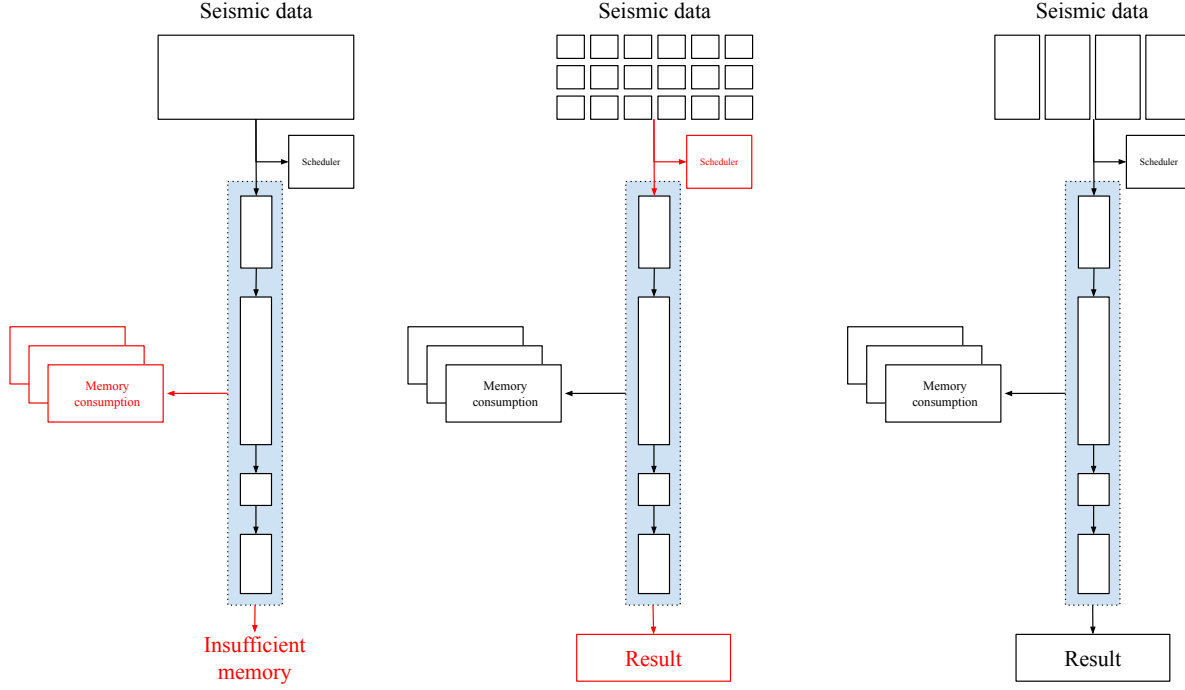 Seismic data
Scheduler
Memory
consumption
Insufficient
memory
Seismic data
Scheduler
Memory
consumption
Result
Seismic data
Scheduler
Memory
consumption
Result